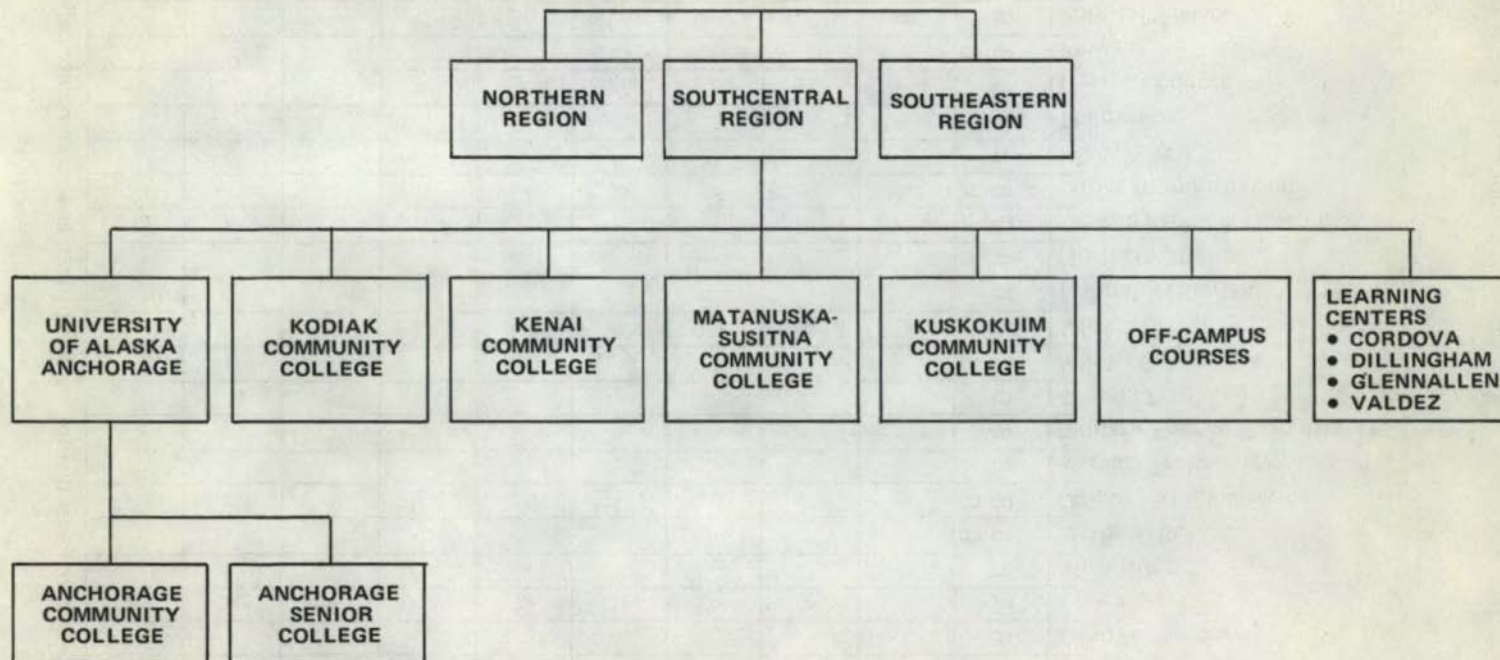 NORTHERN
REGION
SOUTHCENTRAL
REGION
SOUTHEASTERN
REGION
UNIVERSITY
OF ALASKA
ANCHORAGE
KODIAK
COMMUNITY
COLLEGE
KENAI
COMMUNITY
COLLEGE
MATANUSKA-
SUSITNA
COMMUNITY
COLLEGE
KUSKOKUIM
COMMUNITY
COLLEGE
OFF-CAMPUS
COURSES
LEARNING
CENTERS
• CORDOVA
• DILLINGHAM
• GLENNALLEN
• VALDEZ
ANCHORAGE
COMMUNITY
COLLEGE
ANCHORAGE
SENIOR
COLLEGE